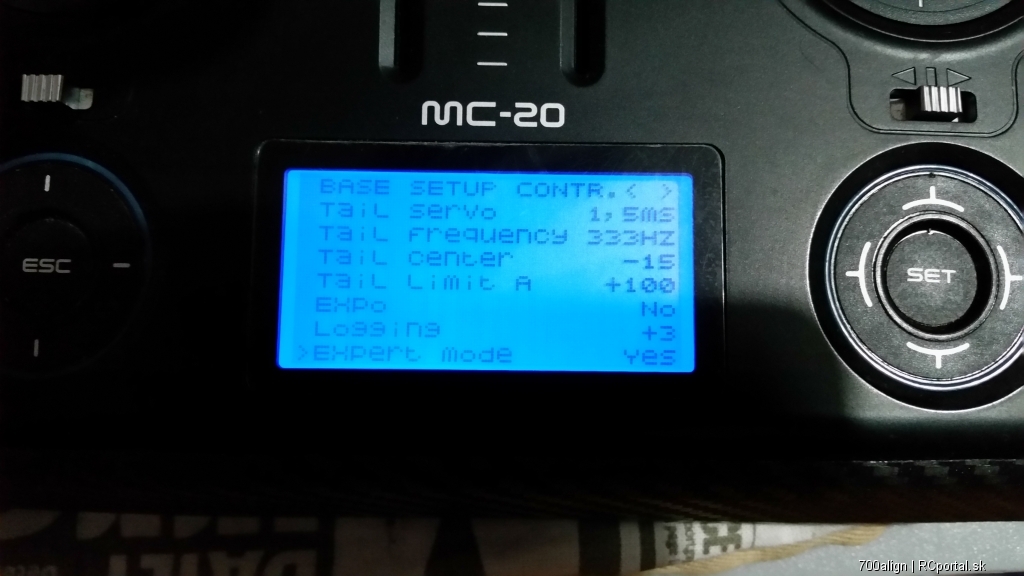 MC-20
BASE SETUP CONTR.< >
Tail servo 1,5ms
Tail Frequency 333HZ
Tail center -15
Tail Limit A +100
EXPO No
Logging +3
>Expert mode yes
ESC
SET
700align | RCportal.sk